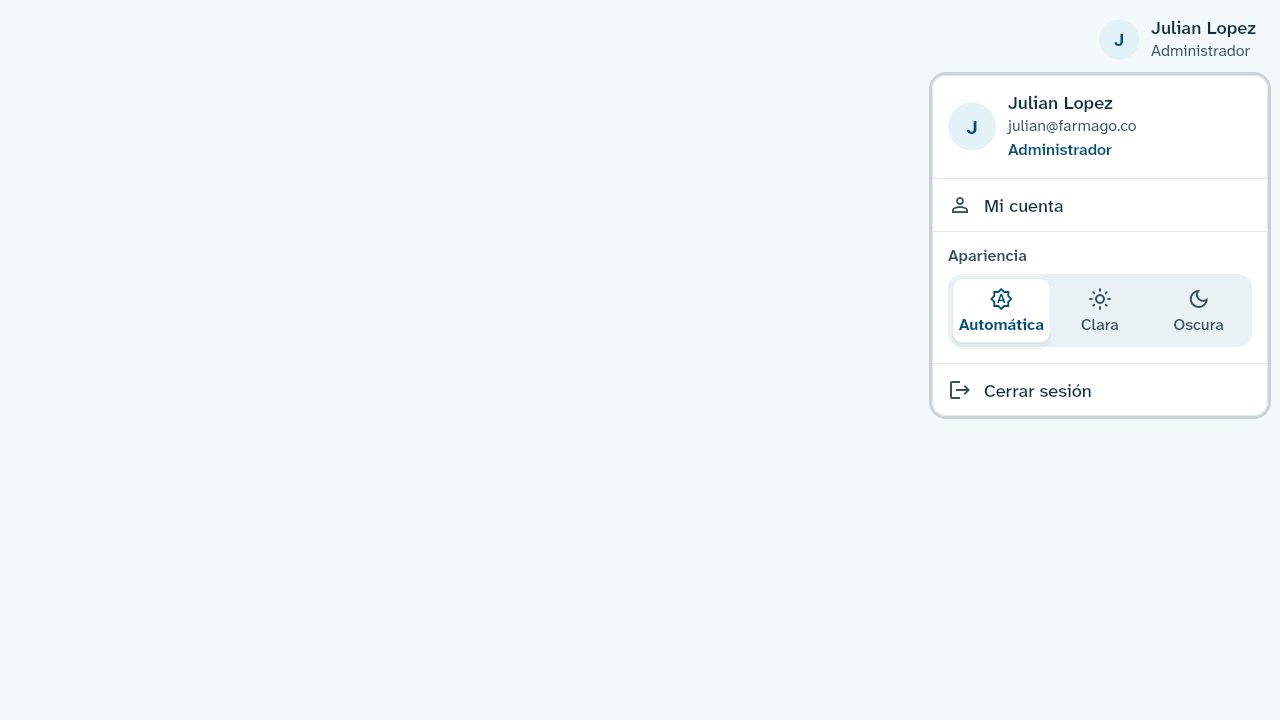 J
Julian Lopez
Administrador
J
Julian Lopez
julian@farmago.co
Administrador
Mi cuenta
Apariencia
A
Automática
Clara
Oscura
Cerrar sesión